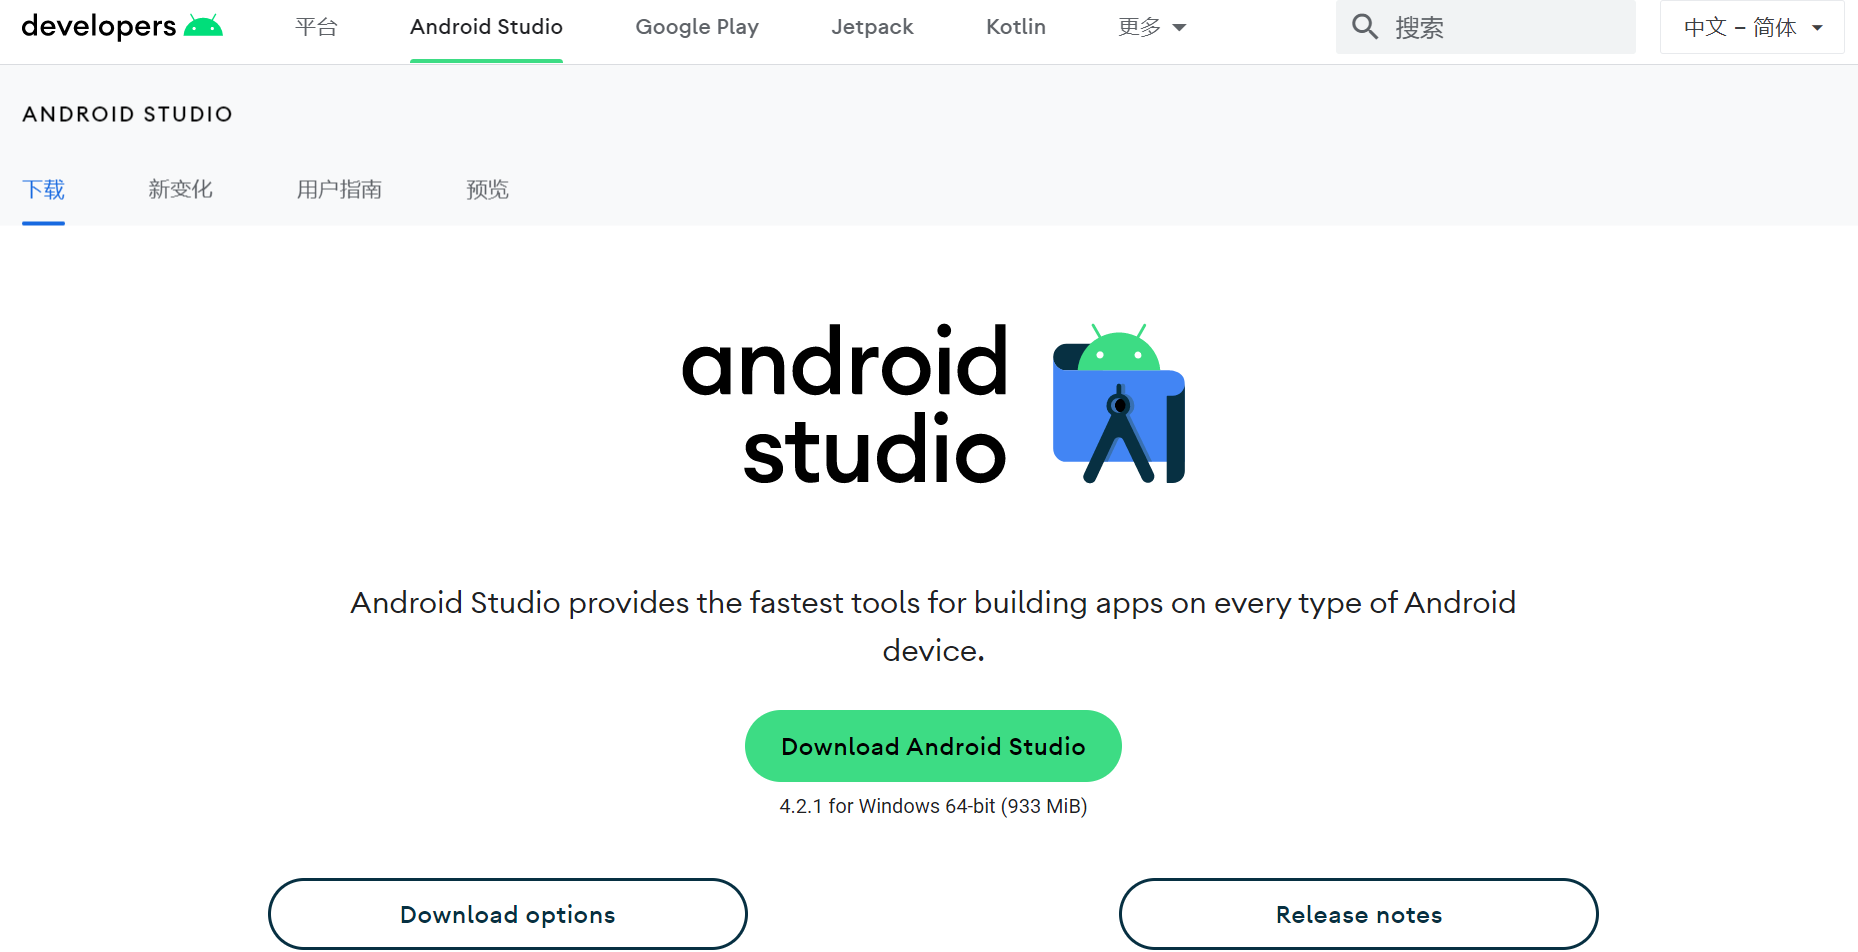 developers 平台 Android Studio Google Play Jetpack Kotlin 更多 搜索 中文 – 简体
ANDROID STUDIO
下载 新变化 用户指南 预览
android
studio
Android Studio provides the fastest tools for building apps on every type of Android
device.
Download Android Studio
4.2.1 for Windows 64-bit (933 MiB)
Download options Release notes